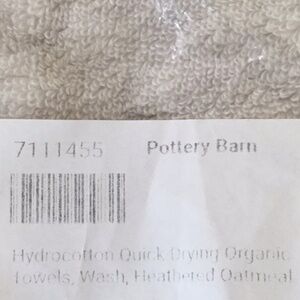 7111455 Pottery Barn
Hydrocotton Quick Drying Organic
Towels, Wash, Heathered Oatmeal